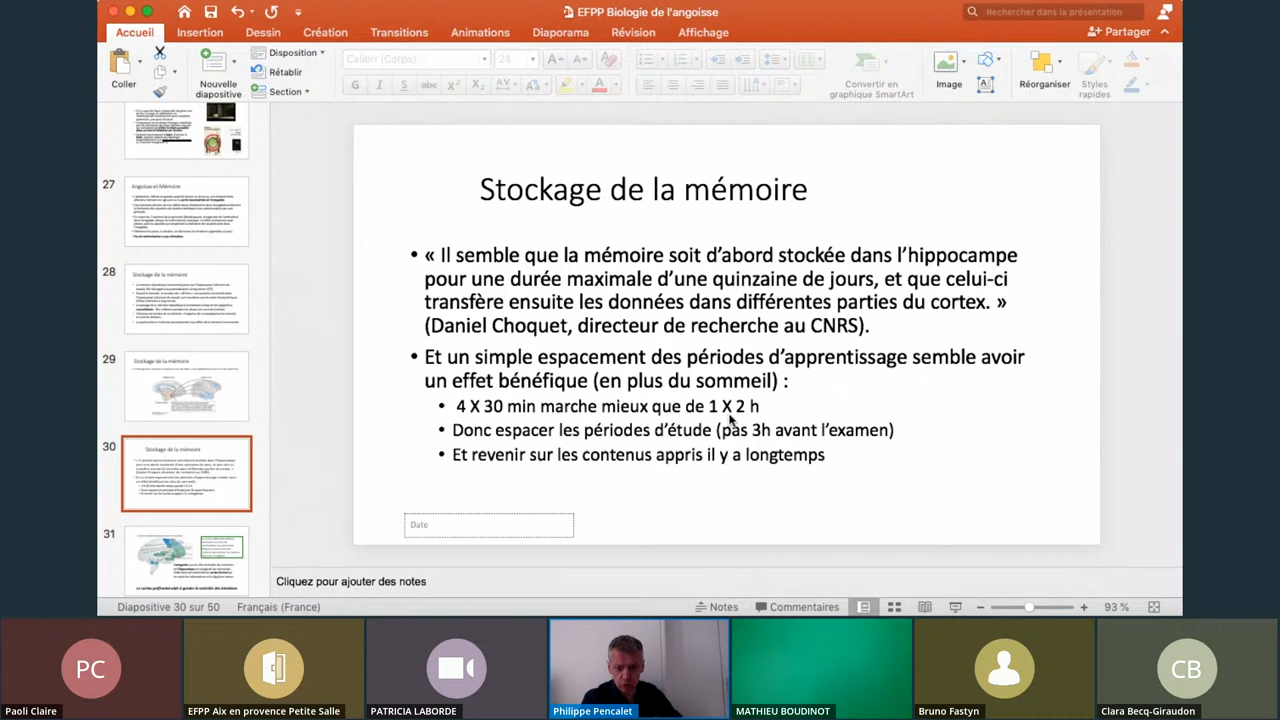 EFPP Biologie de l'angoisse
Rechercher dans la présentation
Accueil Insertion Dessin Création Transitions Animations Diaporama Révision Affichage Partager
Coller
Nouvelle diapositive
Disposition
Rétablir
Section
Calibri (Corps)
Convertir en graphique SmartArt
Image
Réorganiser
Styles rapides
27
Angoisse et Mémoire
28
Stockage de la mémoire
29
Stockage de la mémoire
30
Stockage de la mémoire
31
Stockage de la mémoire
• « Il semble que la mémoire soit d'abord stockée dans l'hippocampe
pour une durée maximale d'une quinzaine de jours, et que celui-ci
transfère ensuite les données dans différentes parties du cortex. »
(Daniel Choquet, directeur de recherche au CNRS).
• Et un simple espacement des périodes d'apprentissage semble avoir
un effet bénéfique (en plus du sommeil) :
• 4 X 30 min marche mieux que de 1 X 2 h
• Donc espacer les périodes d'étude (pas 3h avant l'examen)
• Et revenir sur les contenus appris il y a longtemps
Date
Cliquez pour ajouter des notes
Diapositive 30 sur 50 Français (France) Notes Commentaires 93 %
PC CB
Paoli Claire
EFPP Aix en provence Petite Salle
PATRICIA LABORDE
Philippe Pencalet
MATHIEU BOUDINOT
Bruno Fastyn
Clara Becq-Giraudon